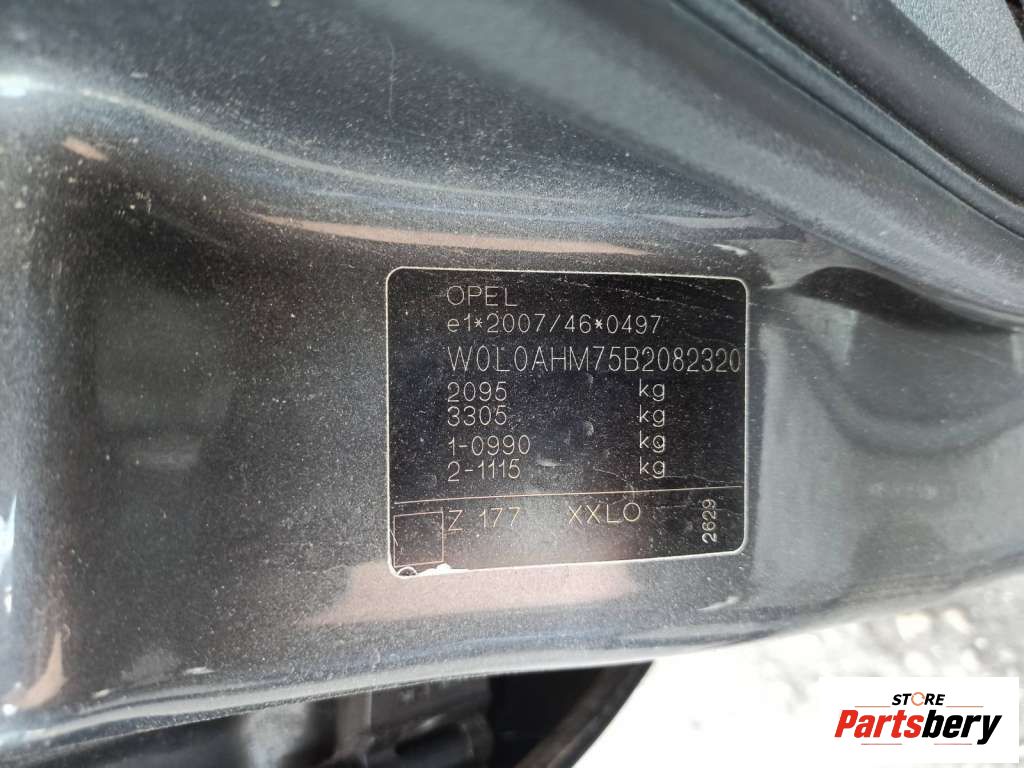 OPEL
e1*2007/46*0497
W0L0AHM75B2082320
2095 kg
3305 kg
1-0990 kg
2-1115 kg
Z 177 XXLO
2629
STORE
Partsbery